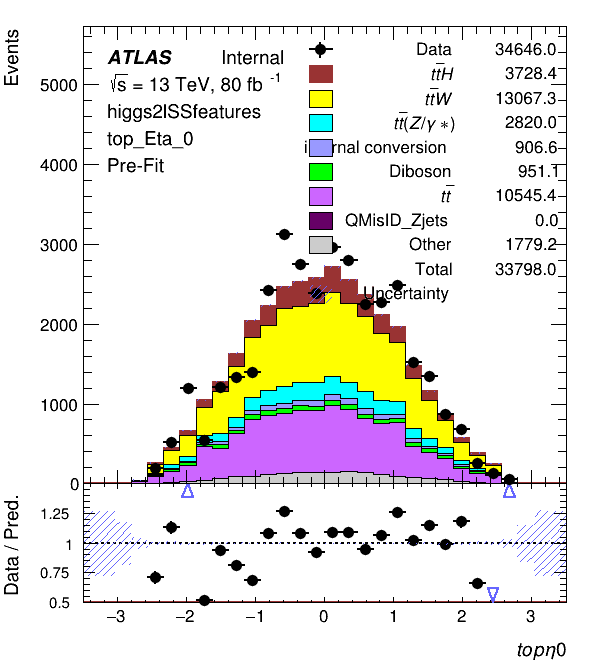 Events
ATLAS Internal
√s = 13 TeV, 80 fb⁻¹
higgs2lSSfeatures
top_Eta_0
Pre-Fit
Data 34646.0
tt̄H 3728.4
tt̄W 13067.3
tt̄(Z/γ*) 2820.0
internal conversion 906.6
Diboson 951.1
tt̄ 10545.4
QMisID_Zjets 0.0
Other 1779.2
Total 33798.0
Uncertainty
5000
4000
3000
2000
1000
0
Data / Pred.
1.25
1
0.75
0.5
−3 −2 −1 0 1 2 3
topη0